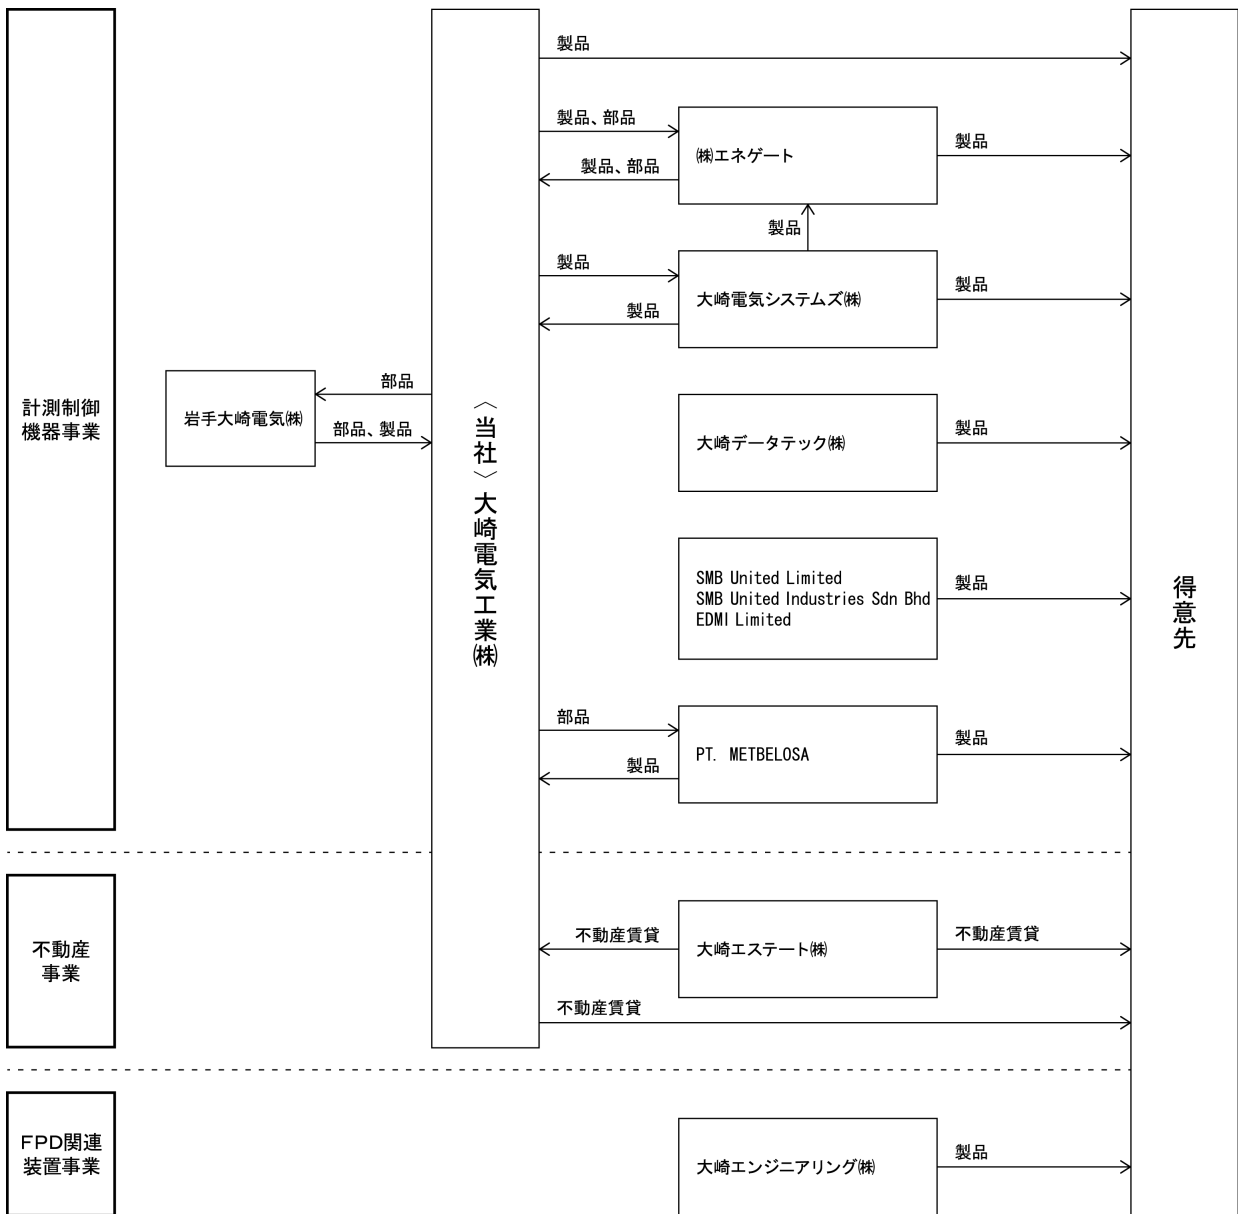 計測制御
機器事業
岩手大崎電気㈱
部品
部品、製品
〈当社〉大崎電気工業㈱
製品
製品、部品
製品、部品
㈱エネゲート
製品
製品
製品
製品
大崎電気システムズ㈱
製品
大崎データテック㈱
製品
SMB United Limited
SMB United Industries Sdn Bhd
EDMI Limited
製品
部品
製品
PT. METBELOSA
製品
得意先
不動産
事業
不動産賃貸
大崎エステート㈱
不動産賃貸
不動産賃貸
FPD関連
装置事業
大崎エンジニアリング㈱
製品